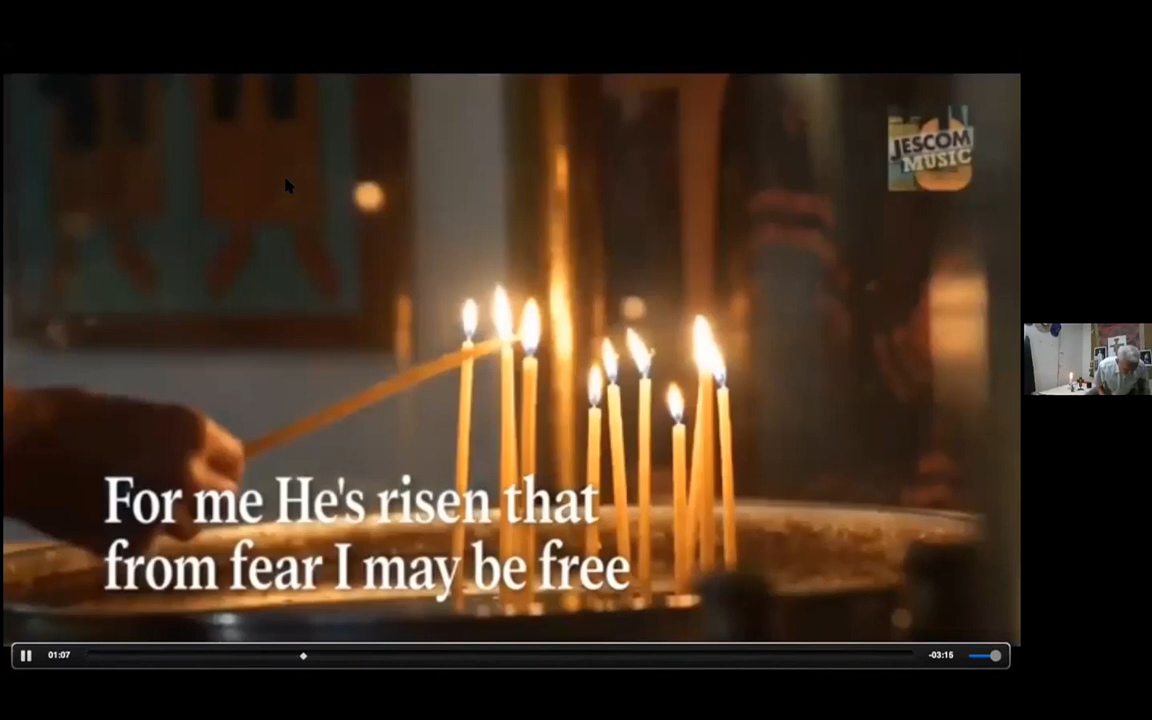 JESCOM
MUSIC
For me He's risen that
from fear I may be free
01:07
-03:15